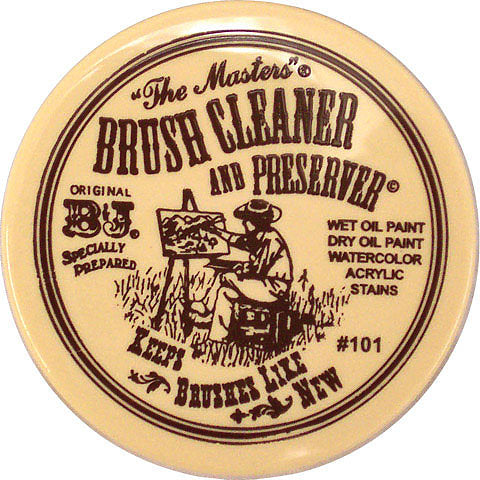 "The Masters"®
BRUSH CLEANER
AND PRESERVER©
ORIGINAL
B&J®
SPECIALLY
PREPARED
WET OIL PAINT
DRY OIL PAINT
WATERCOLOR
ACRYLIC
STAINS
#101
KEEPS
BRUSHES LIKE
NEW